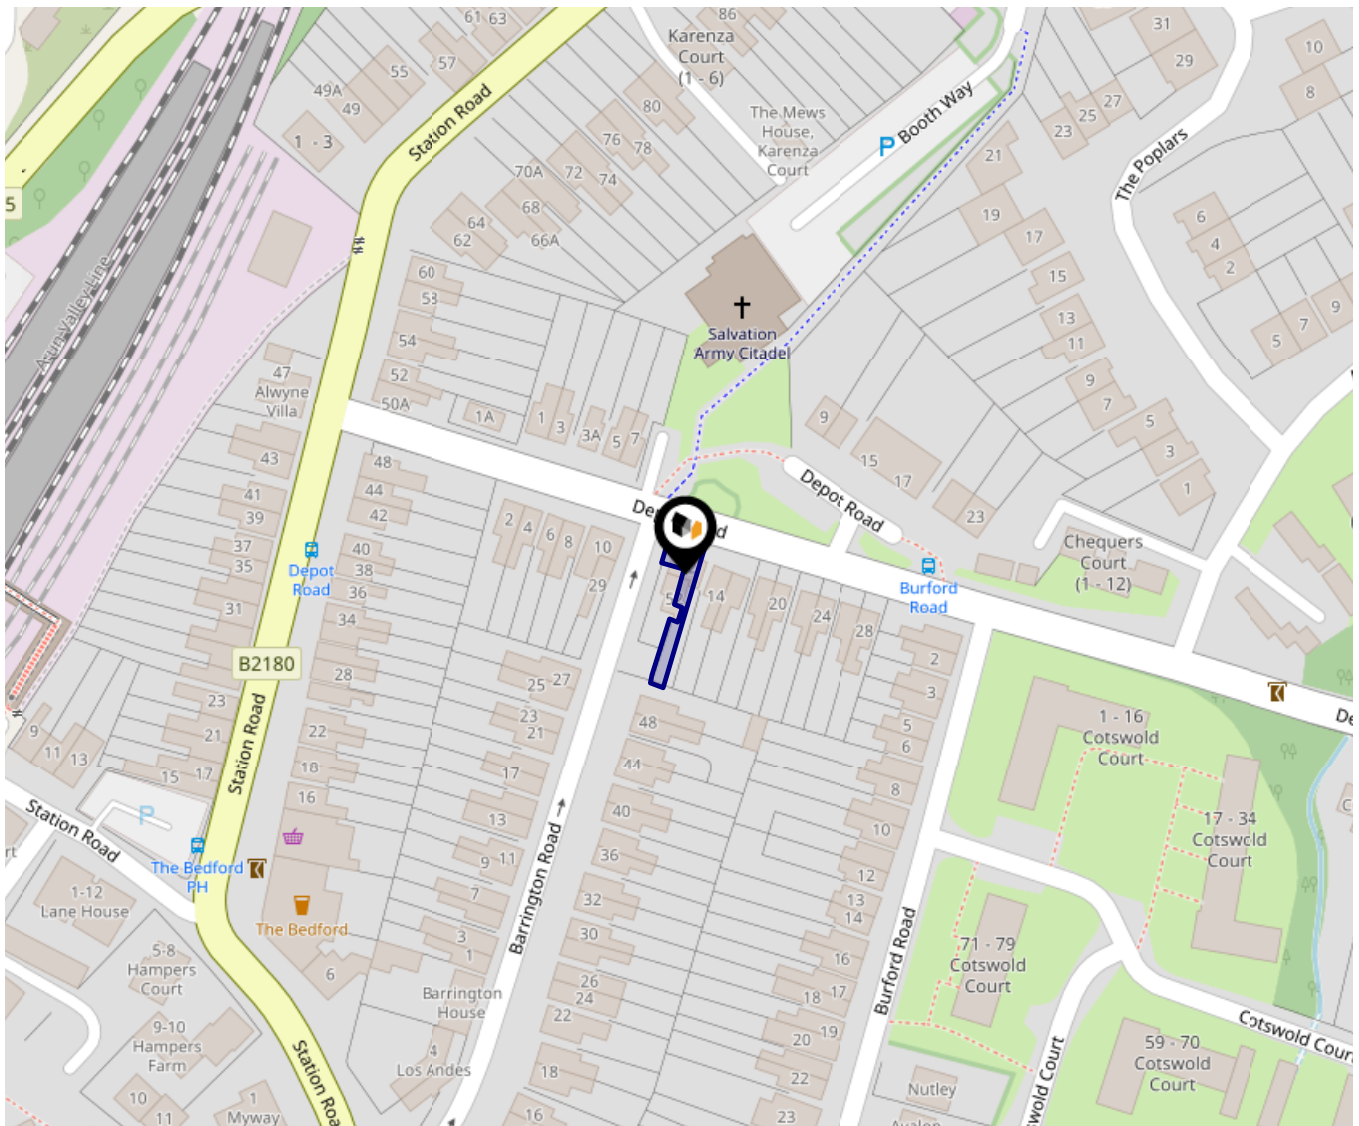 61
63
86
Karenza
Court
(1 - 6)
31
29
10
8
57
55
49A
49
1 - 3
Station Road
80
76
78
72
74
70A
68
66A
64
62
The Mews
House,
Karenza
Court
P
Booth Way
27
25
23
21
19
17
15
13
11
9
7
5
3
1
The Poplars
6
4
2
5
7
9
5
Arun Valley Line
60
54
52
50A
47
Alwyne
Villa
43
41
39
37
35
31
1A
1
3
3A
5
7
Salvation
Army Citadel
9
15
17
23
Depot Road
Chequers
Court
(1 - 12)
Burford
Road
48
44
42
40
38
36
34
28
22
18
16
2
4
6
8
10
29
Depot
Road
B2180
Station Road
14
20
24
28
2
3
5
6
8
10
12
13
14
16
17
18
19
20
22
23
23
21
17
15
9
11
13
Station Road
P
The Bedford
PH
The Bedford
6
25
27
23
21
17
13
9
11
7
3
1
Barrington Road
48
44
40
36
32
30
26
24
22
18
16
1-12
Lane House
5-8
Hampers
Court
9-10
Hampers
Farm
10
11
1
Myway
Barrington
House
4
Los Andes
Burford Road
1 - 16
Cotswold
Court
17 - 34
Cotswold
Court
71 - 79
Cotswold
Court
59 - 70
Cotswold
Court
Cotswold Court
Nutley